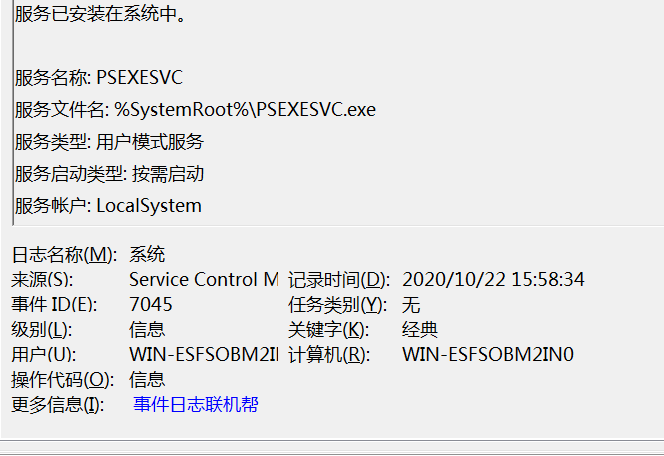 服务已安装在系统中。
服务名称: PSEXESVC
服务文件名: %SystemRoot%\PSEXESVC.exe
服务类型: 用户模式服务
服务启动类型: 按需启动
服务帐户: LocalSystem
日志名称(M): 系统
来源(S): Service Control M 记录时间(D): 2020/10/22 15:58:34
事件 ID(E): 7045 任务类别(Y): 无
级别(L): 信息 关键字(K): 经典
用户(U): WIN-ESFSOBM2I 计算机(R): WIN-ESFSOBM2IN0
操作代码(O): 信息
更多信息(I): 事件日志联机帮